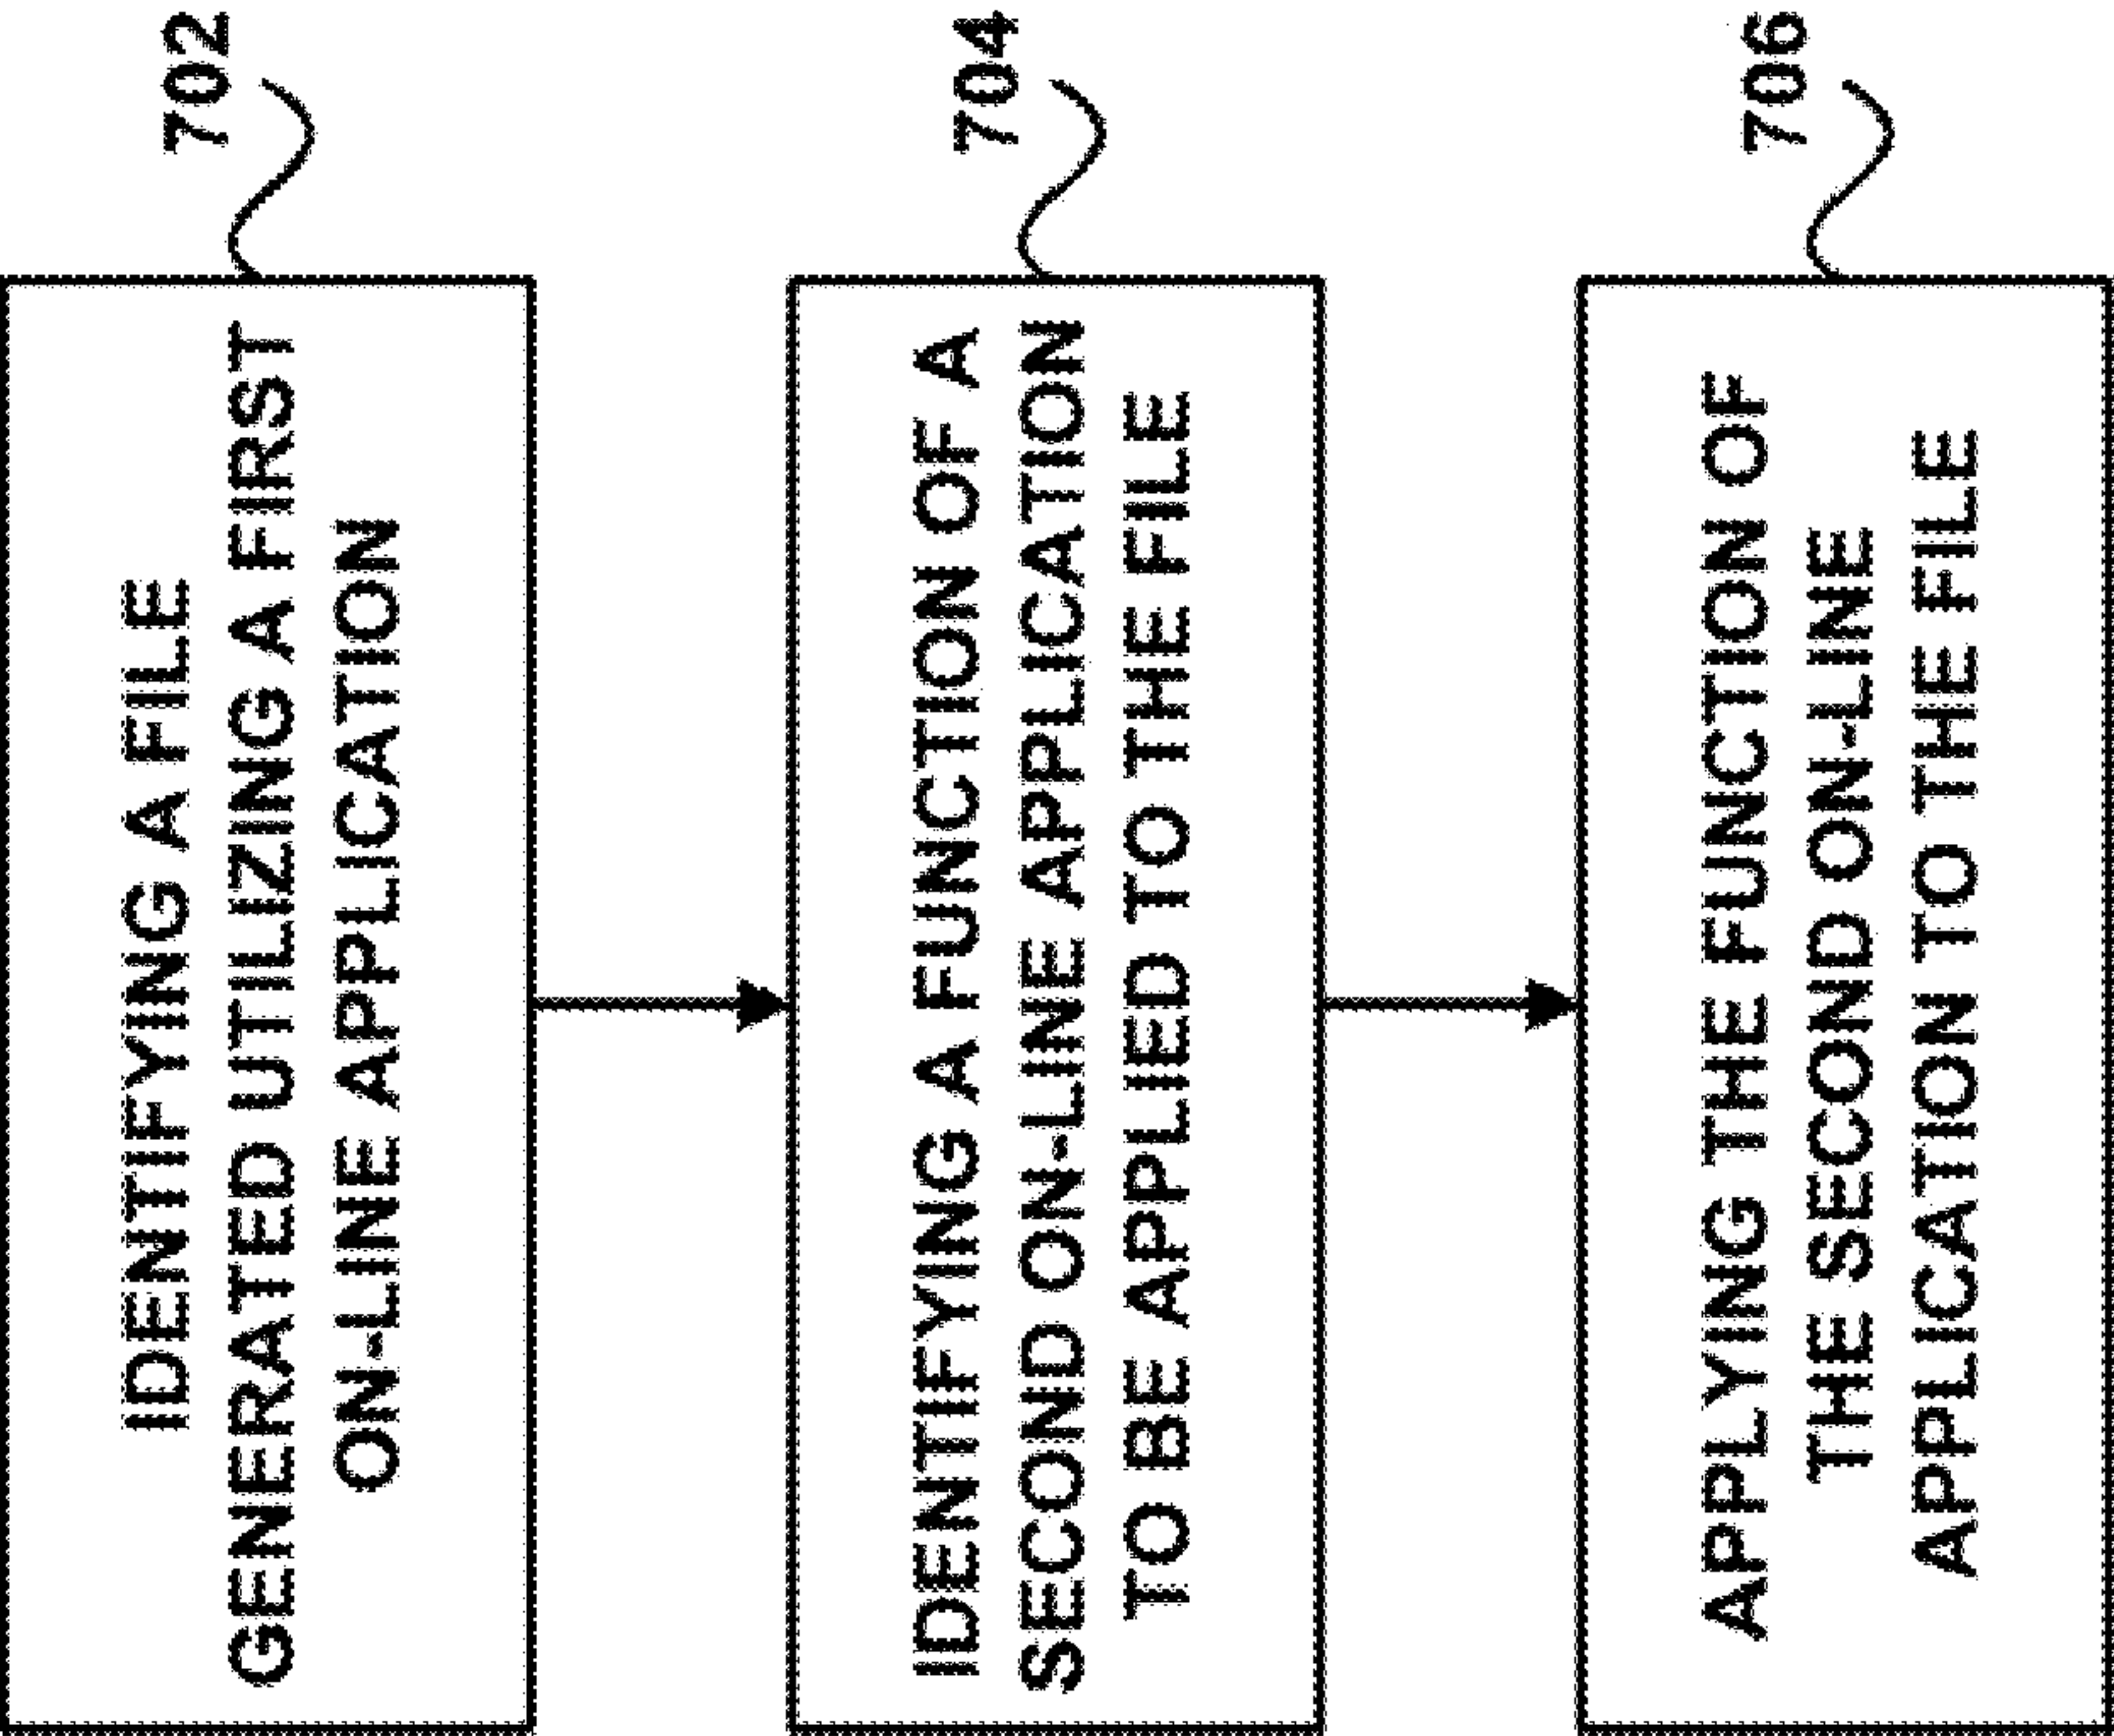 702
IDENTIFYING A FILE
GENERATED UTILIZING A FIRST
ON-LINE APPLICATION
704
IDENTIFYING A FUNCTION OF A
SECOND ON-LINE APPLICATION
TO BE APPLIED TO THE FILE
706
APPLYING THE FUNCTION OF
THE SECOND ON-LINE
APPLICATION TO THE FILE